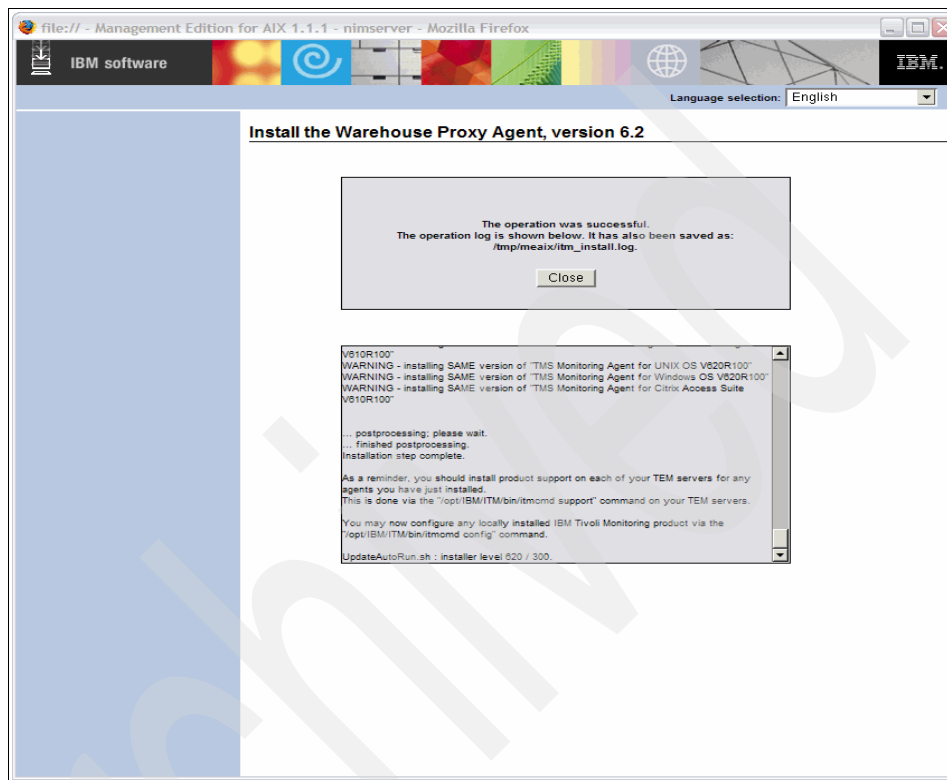 file:// - Management Edition for AIX 1.1.1 - nimserver - Mozilla Firefox
IBM software
IBM.
Language selection: English
Install the Warehouse Proxy Agent, version 6.2
The operation was successful.
The operation log is shown below. It has also been saved as:
/tmp/meaix/itm_install.log.
Close
V610R100"
WARNING - installing SAME version of "TMS Monitoring Agent for UNIX OS V620R100"
WARNING - installing SAME version of "TMS Monitoring Agent for Windows OS V620R100"
WARNING - installing SAME version of "TMS Monitoring Agent for Citrix Access Suite
V610R100"
... postprocessing; please wait.
... finished postprocessing.
Installation step complete.
As a reminder, you should install product support on each of your TEM servers for any
agents you have just installed.
This is done via the "/opt/IBM/ITM/bin/itmcmd support" command on your TEM servers.
You may now configure any locally installed IBM Tivoli Monitoring product via the
"/opt/IBM/ITM/bin/itmcmd config" command.
UpdateAutoRun.sh : installer level 620 / 300.